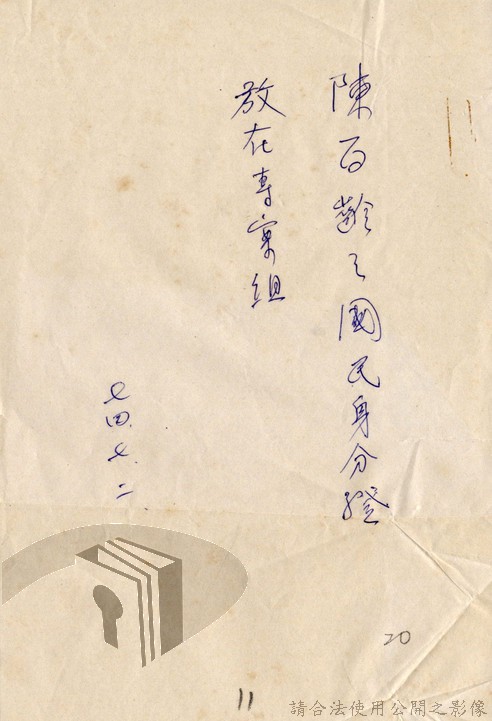 陳百齡之國民身分證
放在專案組
七四、七、二
20
11
請合法使用公開之影像